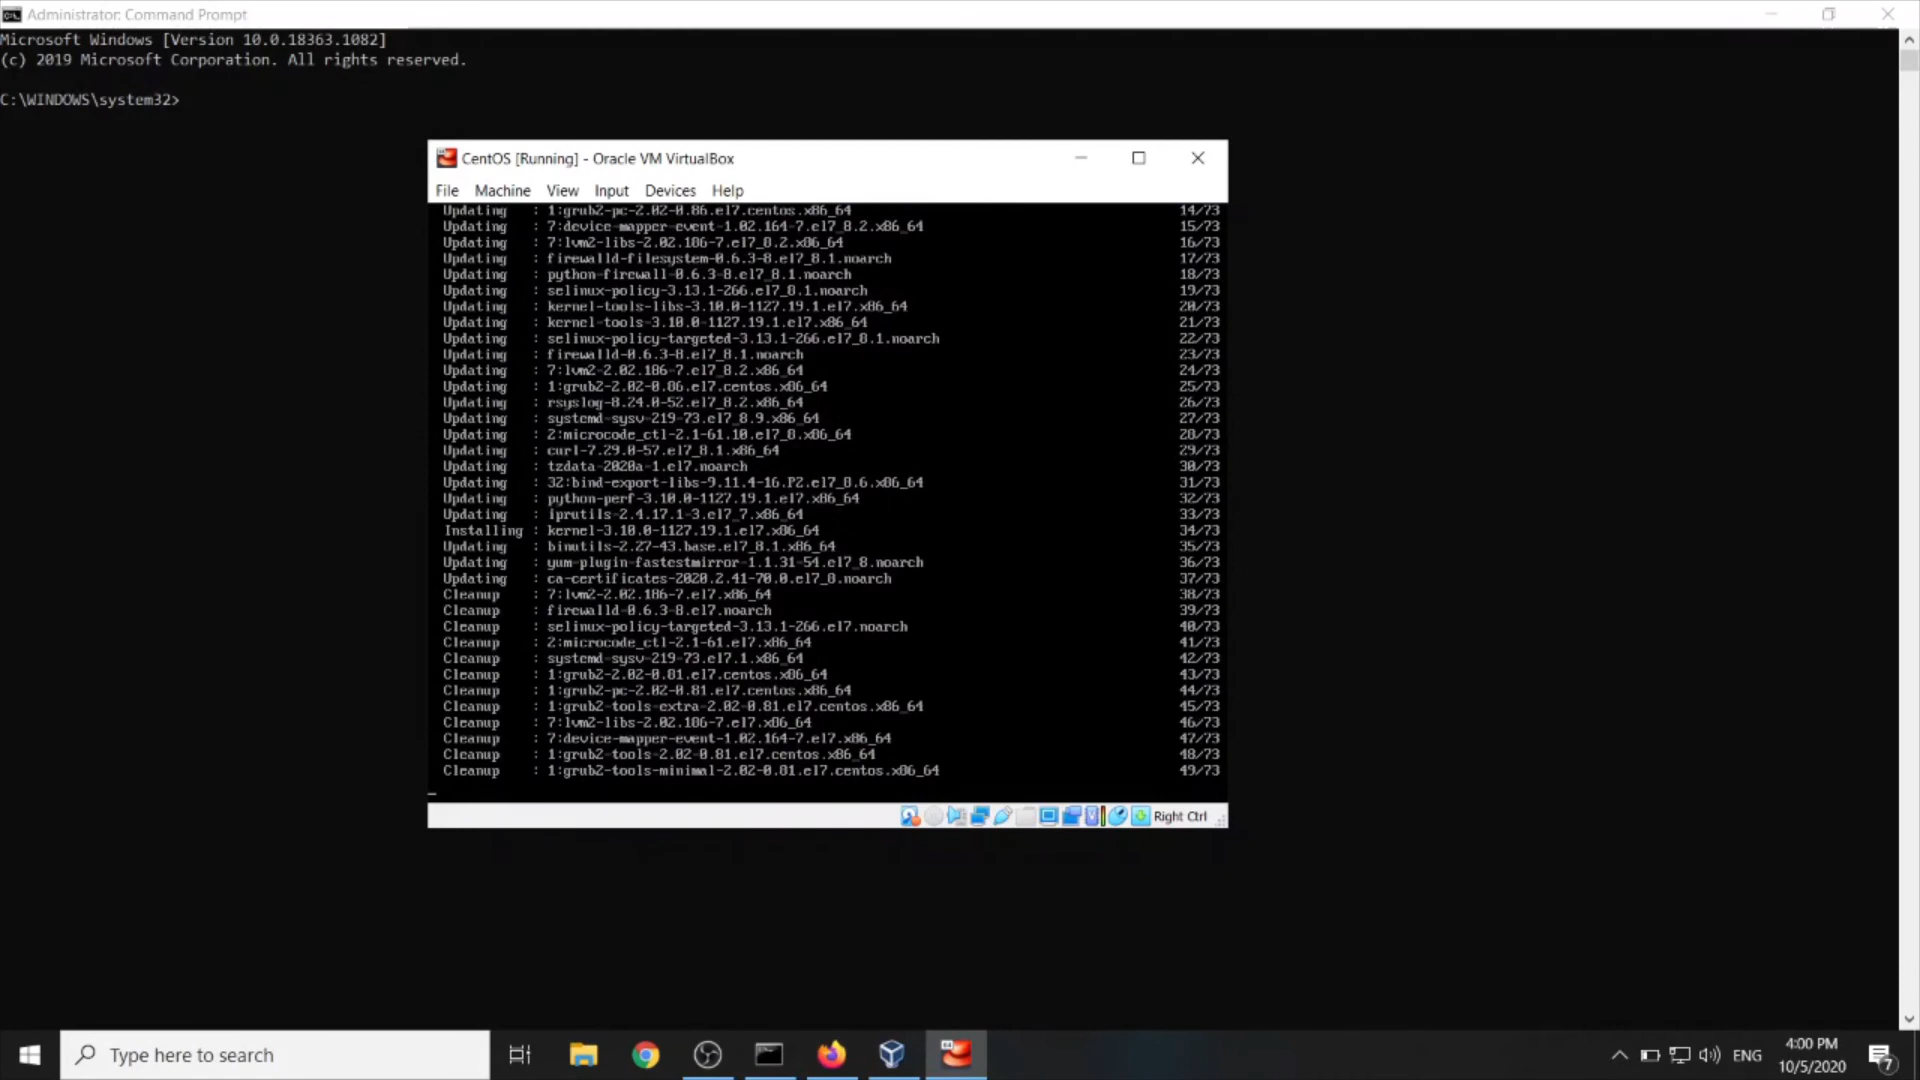 Administrator: Command Prompt
Microsoft Windows [Version 10.0.18363.1082]
(c) 2019 Microsoft Corporation. All rights reserved.
C:\WINDOWS\system32>
CentOS [Running] - Oracle VM VirtualBox
File Machine View Input Devices Help
Updating : 1:grub2-pc-2.02-0.86.el7.centos.x86_64 14/73
Updating : 7:device-mapper-event-1.02.164-7.el7_8.2.x86_64 15/73
Updating : 7:lvm2-libs-2.02.186-7.el7_8.2.x86_64 16/73
Updating : firewalld-filesystem-0.6.3-8.el7_8.1.noarch 17/73
Updating : python-firewall-0.6.3-8.el7_8.1.noarch 18/73
Updating : selinux-policy-3.13.1-266.el7_8.1.noarch 19/73
Updating : kernel-tools-libs-3.10.0-1127.19.1.el7.x86_64 20/73
Updating : kernel-tools-3.10.0-1127.19.1.el7.x86_64 21/73
Updating : selinux-policy-targeted-3.13.1-266.el7_8.1.noarch 22/73
Updating : firewalld-0.6.3-8.el7_8.1.noarch 23/73
Updating : 7:lvm2-2.02.186-7.el7_8.2.x86_64 24/73
Updating : 1:grub2-2.02-0.86.el7.centos.x86_64 25/73
Updating : rsyslog-8.24.0-52.el7_8.2.x86_64 26/73
Updating : systemd-sysv-219-73.el7_8.9.x86_64 27/73
Updating : 2:microcode_ctl-2.1-61.10.el7_8.x86_64 28/73
Updating : curl-7.29.0-57.el7_8.1.x86_64 29/73
Updating : tzdata-2020a-1.el7.noarch 30/73
Updating : 32:bind-export-libs-9.11.4-16.P2.el7_8.6.x86_64 31/73
Updating : python-perf-3.10.0-1127.19.1.el7.x86_64 32/73
Updating : iprutils-2.4.17.1-3.el7_7.x86_64 33/73
Installing : kernel-3.10.0-1127.19.1.el7.x86_64 34/73
Updating : binutils-2.27-43.base.el7_8.1.x86_64 35/73
Updating : yum-plugin-fastestmirror-1.1.31-54.el7_8.noarch 36/73
Updating : ca-certificates-2020.2.41-70.0.el7_8.noarch 37/73
Cleanup : 7:lvm2-2.02.186-7.el7.x86_64 38/73
Cleanup : firewalld-0.6.3-8.el7.noarch 39/73
Cleanup : selinux-policy-targeted-3.13.1-266.el7.noarch 40/73
Cleanup : 2:microcode_ctl-2.1-61.el7.x86_64 41/73
Cleanup : systemd-sysv-219-73.el7.1.x86_64 42/73
Cleanup : 1:grub2-2.02-0.81.el7.centos.x86_64 43/73
Cleanup : 1:grub2-pc-2.02-0.81.el7.centos.x86_64 44/73
Cleanup : 1:grub2-tools-extra-2.02-0.81.el7.centos.x86_64 45/73
Cleanup : 7:lvm2-libs-2.02.186-7.el7.x86_64 46/73
Cleanup : 7:device-mapper-event-1.02.164-7.el7.x86_64 47/73
Cleanup : 1:grub2-tools-2.02-0.81.el7.centos.x86_64 48/73
Cleanup : 1:grub2-tools-minimal-2.02-0.81.el7.centos.x86_64 49/73
Right Ctrl
Type here to search
ENG
4:00 PM
10/5/2020
7